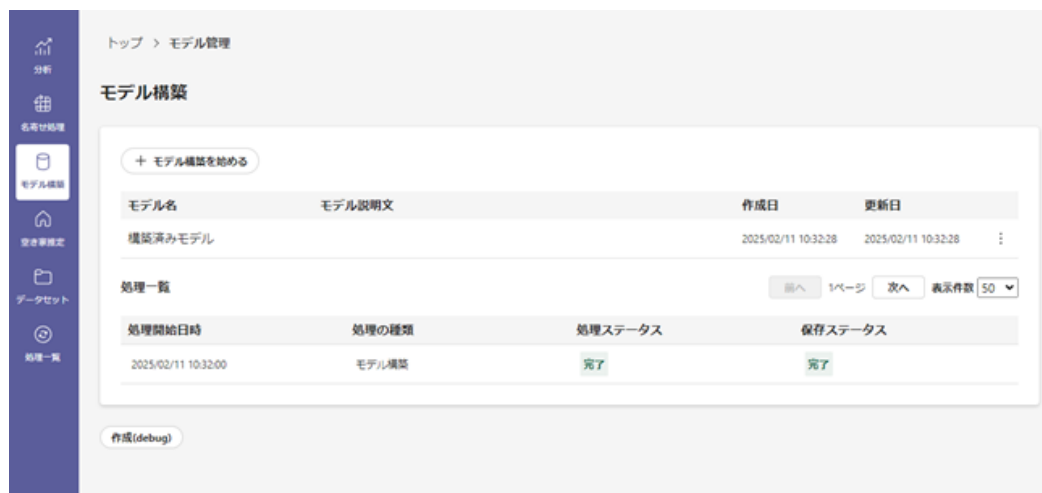 分析
名寄せ処理
モデル構築
空き家推定
データセット
処理一覧
トップ > モデル管理
モデル構築
+ モデル構築を始める
モデル名 モデル説明文 作成日 更新日
構築済みモデル 2025/02/11 10:32:28 2025/02/11 10:32:28
処理一覧 前へ 1ページ 次へ 表示件数 50
処理開始日時 処理の種類 処理ステータス 保存ステータス
2025/02/11 10:32:00 モデル構築 完了 完了
作成(debug)